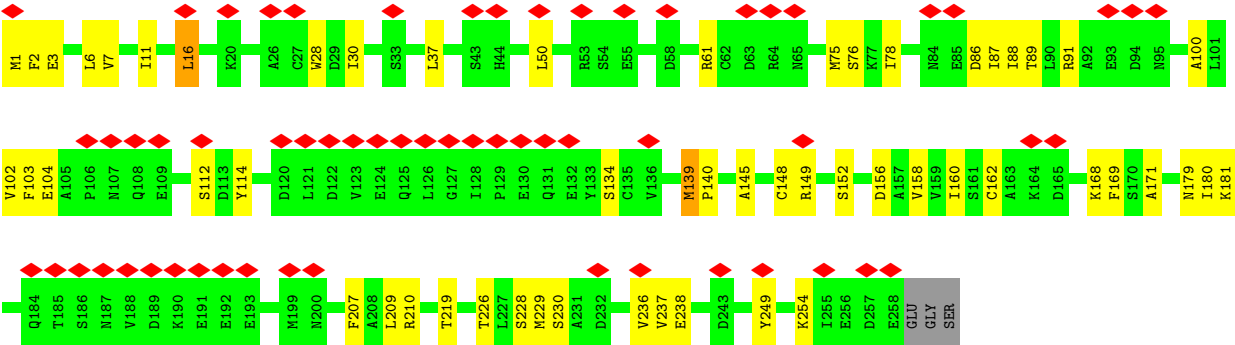 M1 F2 E3 L6 V7 I11 L16 K20 A26 C27 W28 D29 I30 S33 L37 S43 H44 L50 R53 S54 E55 D58 R61 C62 D63 R64 N65 M75 S76 K77 I78 N84 E85 D86 I87 I88 T89 L90 R91 A92 E93 D94 N95 A100 L101
V102 F103 E104 A105 P106 N107 Q108 E109 S112 D113 Y114 D120 L121 D122 V123 E124 Q125 L126 G127 I128 P129 E130 Q131 E132 Y133 S134 C135 V136 M139 P140 A145 C148 R149 S152 D156 A157 V158 V159 I160 S161 C162 A163 K164 D165 K168 F169 S170 A171 N179 I180 K181
Q184 T185 S186 N187 V188 D189 K190 E191 E192 E193 M199 N200 F207 A208 L209 R210 T219 T226 L227 S228 M229 S230 A231 D232 V236 V237 E238 D243 Y249 K254 I255 E256 D257 E258 GLU GLY SER